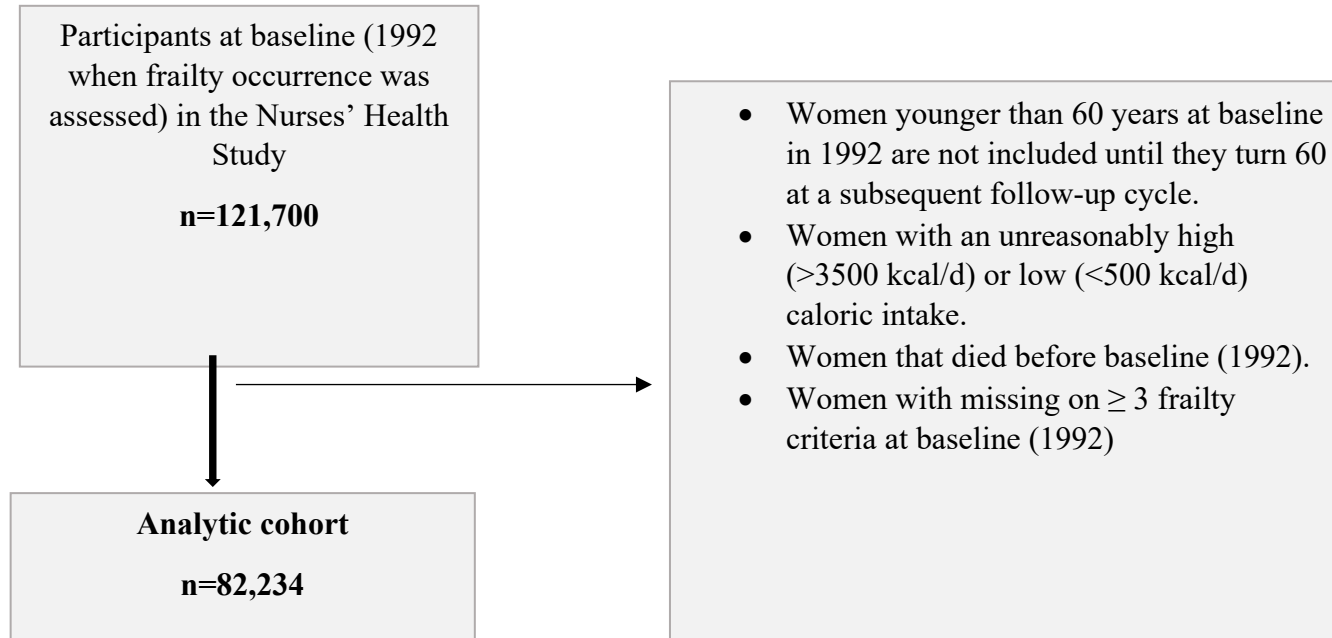 Participants at baseline (1992
when frailty occurrence was
assessed) in the Nurses’ Health
Study
n=121,700
• Women younger than 60 years at baseline
in 1992 are not included until they turn 60
at a subsequent follow-up cycle.
• Women with an unreasonably high
(>3500 kcal/d) or low (<500 kcal/d)
caloric intake.
• Women that died before baseline (1992).
• Women with missing on ≥ 3 frailty
criteria at baseline (1992)
Analytic cohort
n=82,234